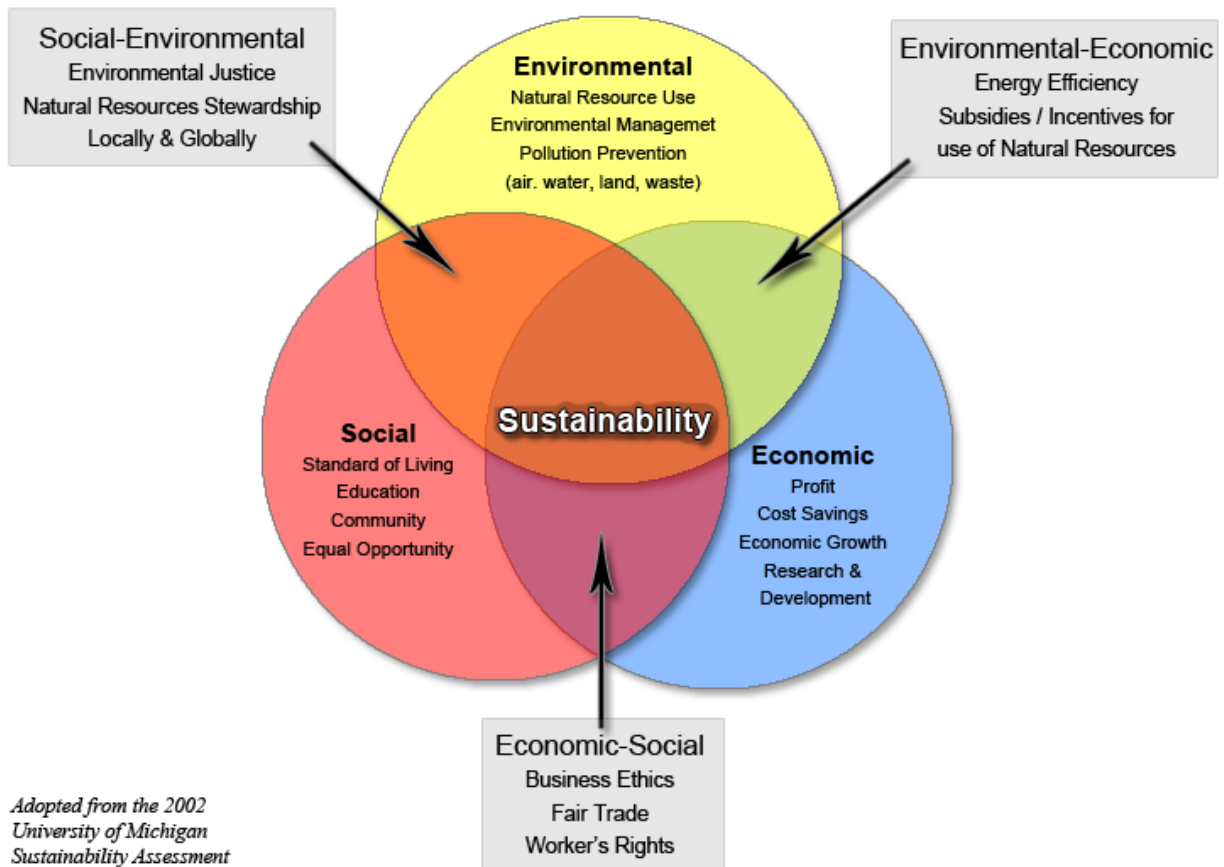 Social-Environmental
Environmental Justice
Natural Resources Stewardship
Locally & Globally
Environmental
Natural Resource Use
Environmental Managemet
Pollution Prevention
(air. water, land, waste)
Environmental-Economic
Energy Efficiency
Subsidies / Incentives for
use of Natural Resources
Sustainability
Social
Standard of Living
Education
Community
Equal Opportunity
Economic
Profit
Cost Savings
Economic Growth
Research &
Development
Economic-Social
Business Ethics
Fair Trade
Worker's Rights
Adopted from the 2002
University of Michigan
Sustainability Assessment